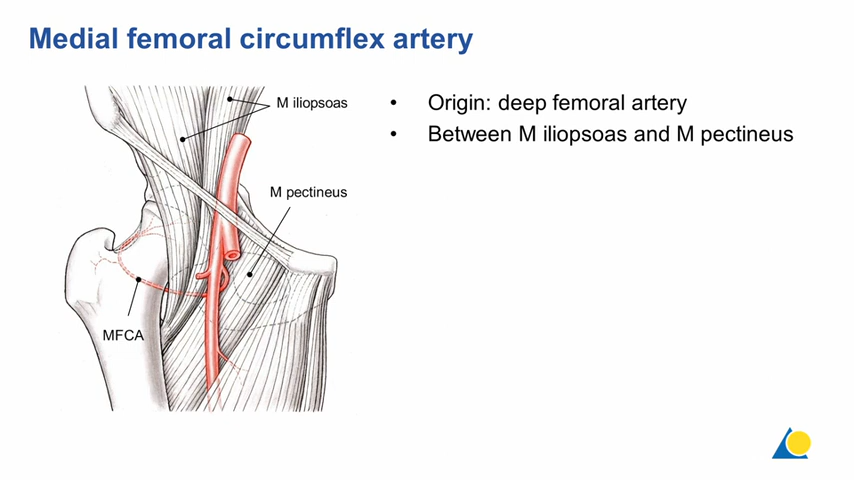 Medial femoral circumflex artery
M iliopsoas
M pectineus
MFCA
• Origin: deep femoral artery
• Between M iliopsoas and M pectineus